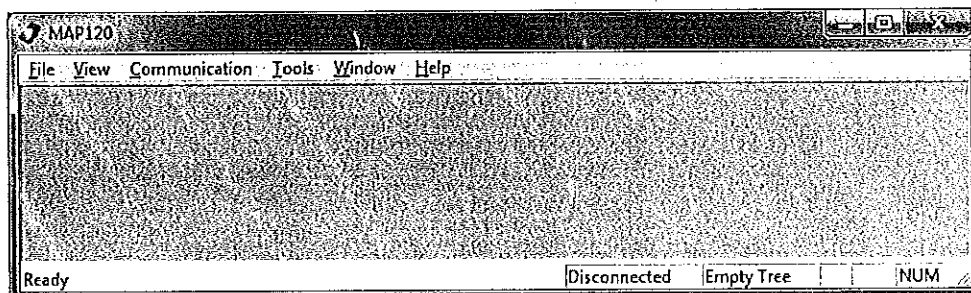 MAP120
File View Communication Tools Window Help
Ready Disconnected Empty Tree NUM